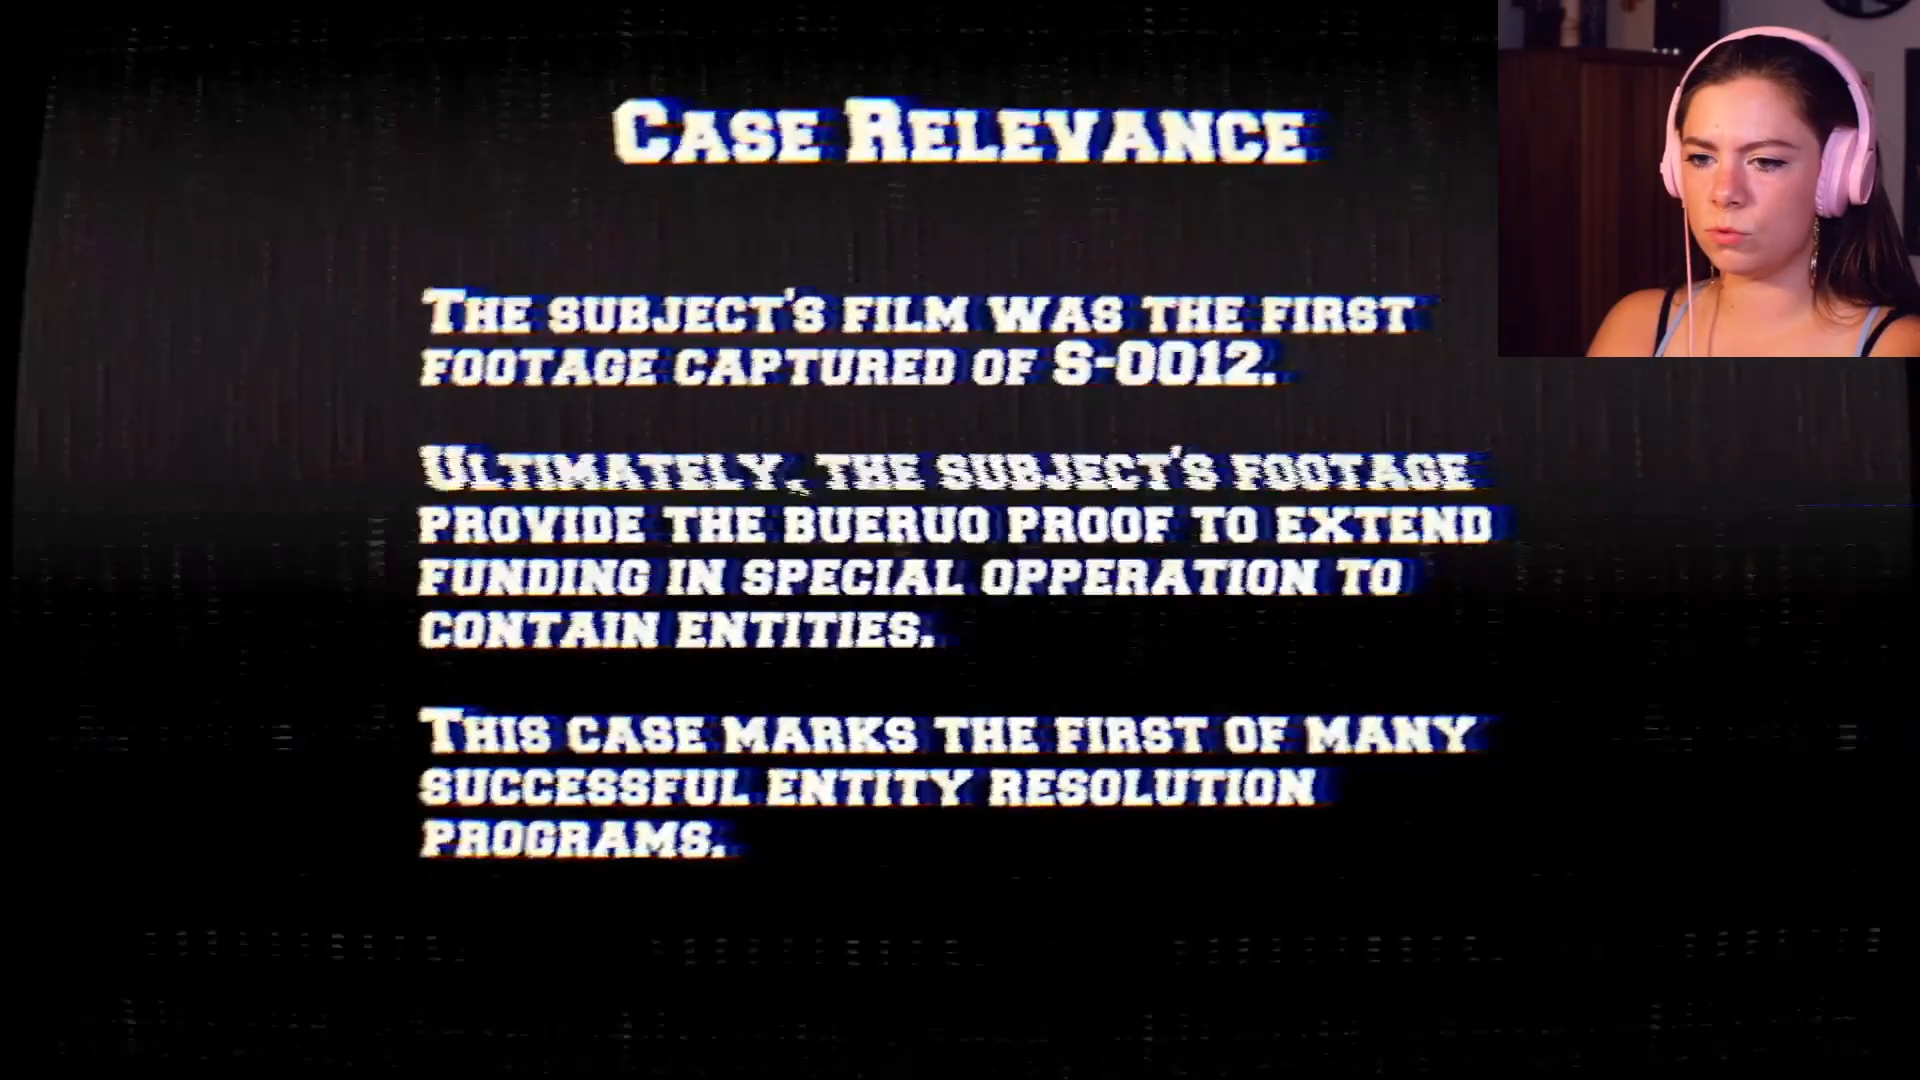 Case Relevance
The subject's film was the first
footage captured of S-0012.
Ultimately, the subject's footage
provide the bueruo proof to extend
funding in special opperation to
contain entities.
This case marks the first of many
successful entity resolution
programs.